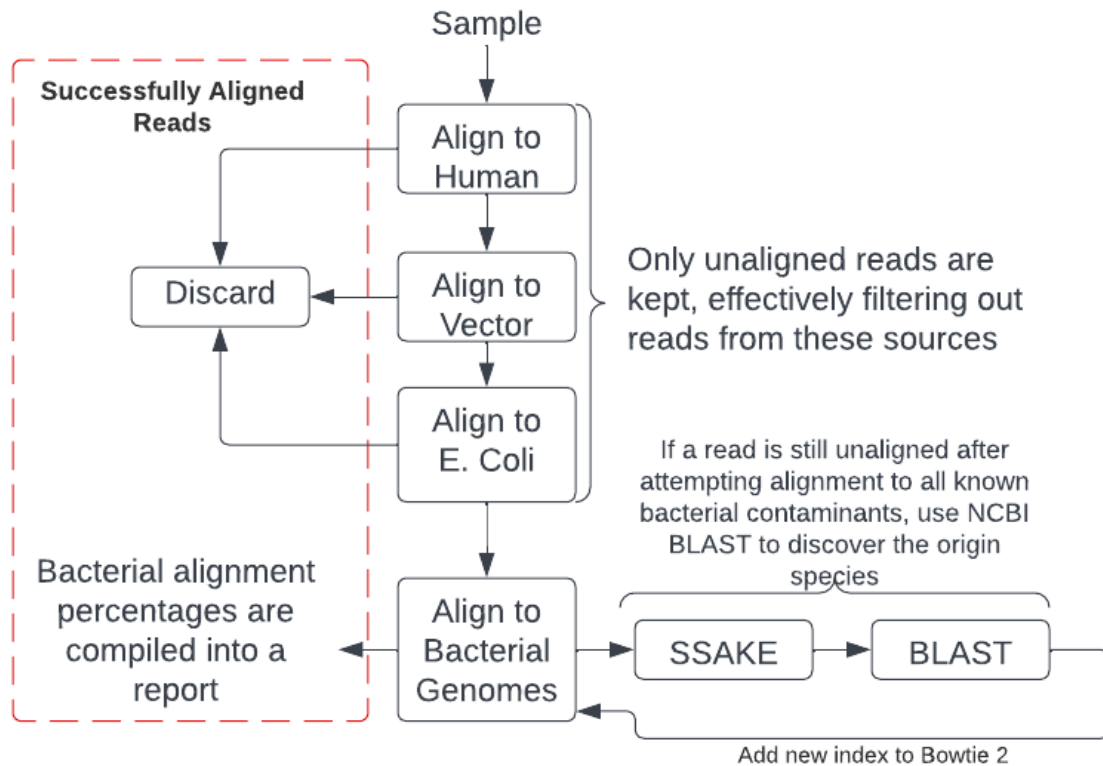 Sample
Successfully Aligned
Reads
Align to
Human
Discard
Align to
Vector
Only unaligned reads are
kept, effectively filtering out
reads from these sources
Align to
E. Coli
If a read is still unaligned after
attempting alignment to all known
bacterial contaminants, use NCBI
BLAST to discover the origin
species
Bacterial alignment
percentages are
compiled into a
report
Align to
Bacterial
Genomes
SSAKE
BLAST
Add new index to Bowtie 2